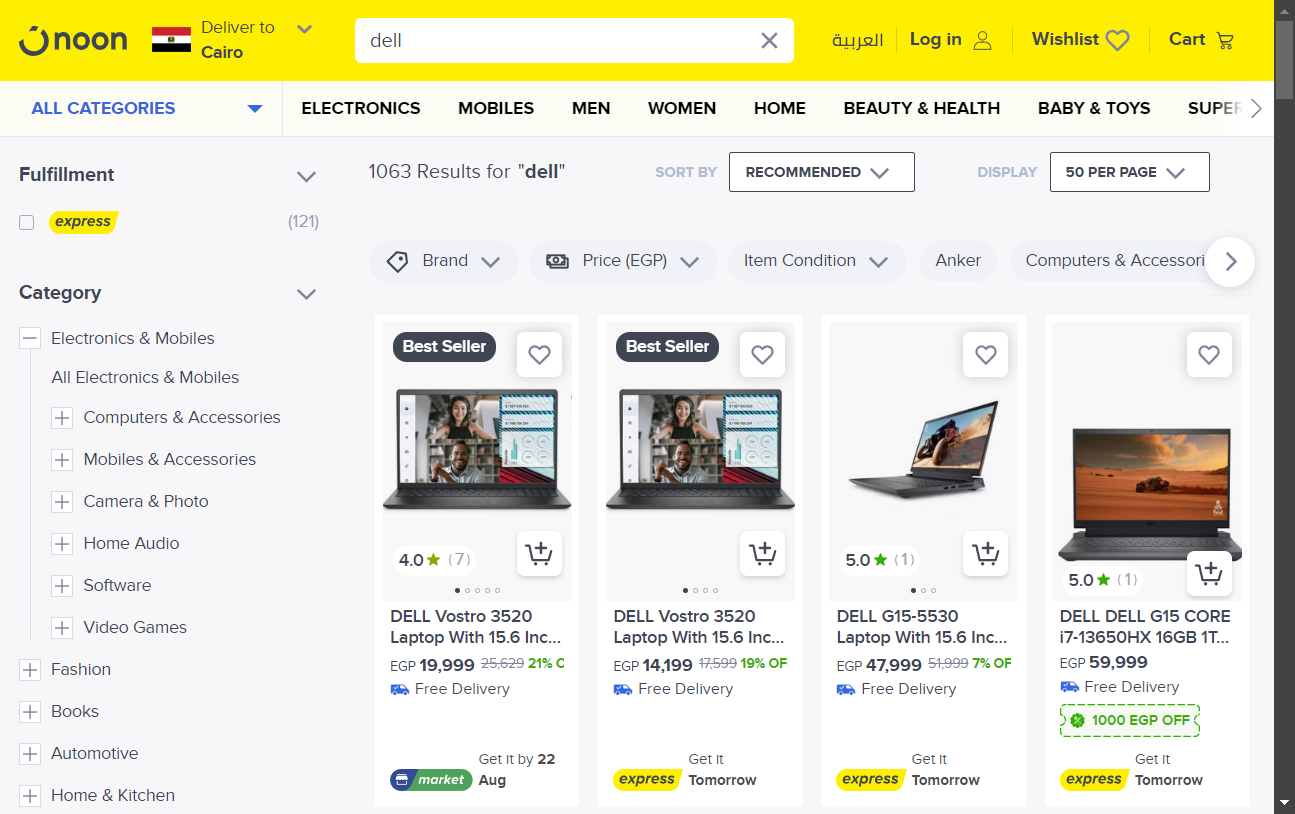 noon
Deliver to
Cairo
dell
العربية
Log in
Wishlist
Cart
ALL CATEGORIES
ELECTRONICS
MOBILES
MEN
WOMEN
HOME
BEAUTY & HEALTH
BABY & TOYS
SUPER
Fulfillment
express
(121)
Category
Electronics & Mobiles
All Electronics & Mobiles
Computers & Accessories
Mobiles & Accessories
Camera & Photo
Home Audio
Software
Video Games
Fashion
Books
Automotive
Home & Kitchen
1063 Results for "dell"
SORT BY
RECOMMENDED
DISPLAY
50 PER PAGE
Brand
Price (EGP)
Item Condition
Anker
Computers & Accessori
Best Seller
4.0 ★ (7)
DELL Vostro 3520
Laptop With 15.6 Inc...
EGP 19,999 25,629 21% O
Free Delivery
market
Get it by 22
Aug
Best Seller
DELL Vostro 3520
Laptop With 15.6 Inc...
EGP 14,199 17,599 19% OF
Free Delivery
express
Get it
Tomorrow
5.0 ★ (1)
DELL G15-5530
Laptop With 15.6 Inc...
EGP 47,999 51,999 7% OF
Free Delivery
express
Get it
Tomorrow
5.0 ★ (1)
DELL DELL G15 CORE
i7-13650HX 16GB 1T...
EGP 59,999
Free Delivery
1000 EGP OFF
express
Get it
Tomorrow